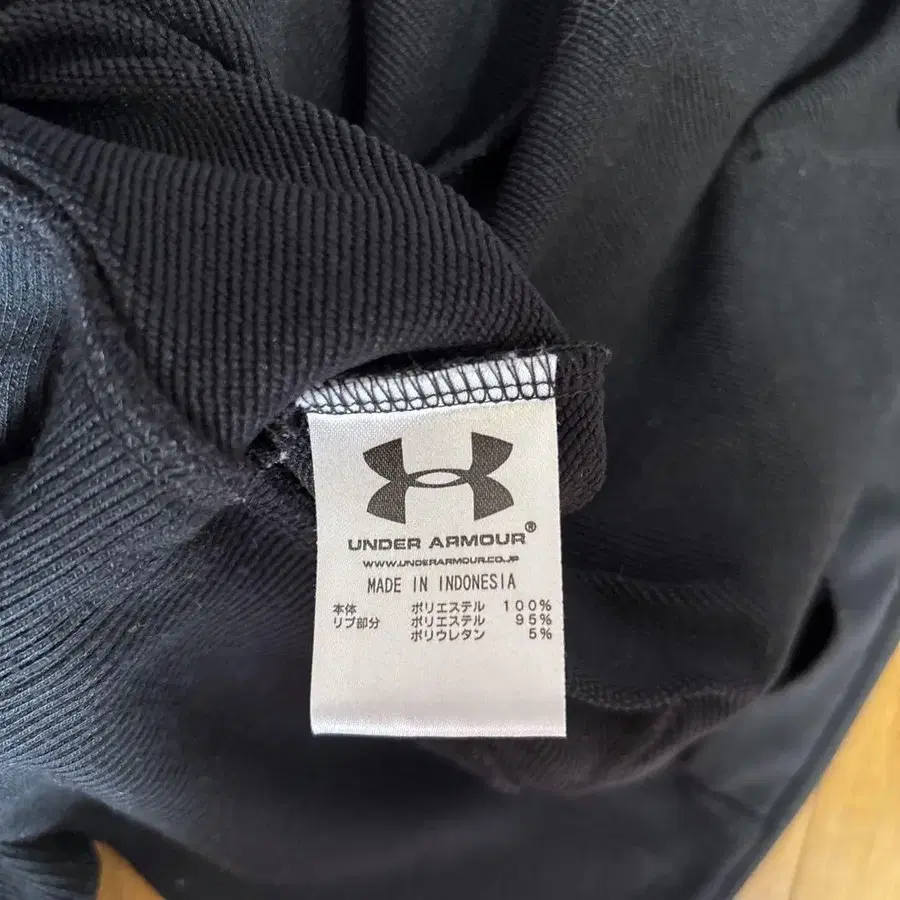 UNDER ARMOUR®
WWW.UNDERARMOUR.CO.JP
MADE IN INDONESIA
本体 ポリエステル 100%
リブ部分 ポリエステル 95%
ポリウレタン 5%